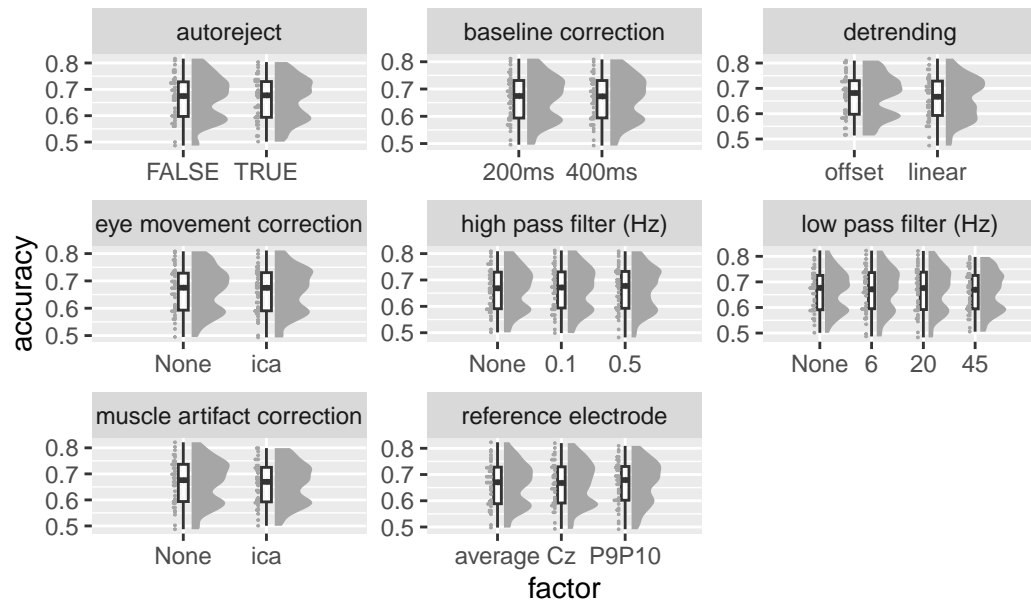 autoreject
baseline correction
detrending
0.8
0.7
0.6
0.5
FALSE TRUE
0.8
0.7
0.6
0.5
200ms 400ms
0.8
0.7
0.6
0.5
offset linear
eye movement correction
high pass filter (Hz)
low pass filter (Hz)
accuracy
0.8
0.7
0.6
0.5
None ica
0.8
0.7
0.6
0.5
None 0.1 0.5
0.8
0.7
0.6
0.5
None 6 20 45
muscle artifact correction
reference electrode
0.8
0.7
0.6
0.5
None ica
0.8
0.7
0.6
0.5
average Cz P9P10
factor